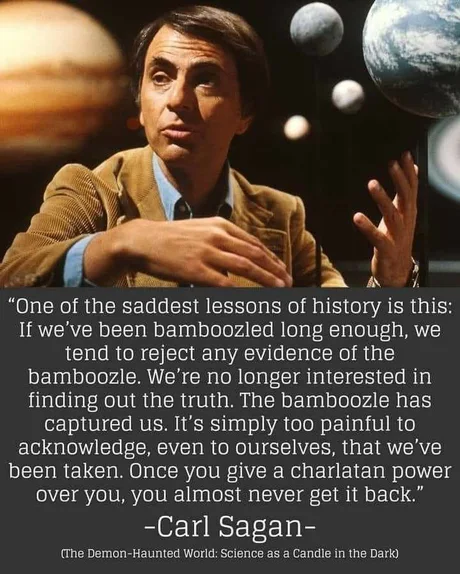 “One of the saddest lessons of history is this:
If we’ve been bamboozled long enough, we
tend to reject any evidence of the
bamboozle. We’re no longer interested in
finding out the truth. The bamboozle has
captured us. It’s simply too painful to
acknowledge, even to ourselves, that we’ve
been taken. Once you give a charlatan power
over you, you almost never get it back.”
-Carl Sagan-
(The Demon-Haunted World: Science as a Candle in the Dark)